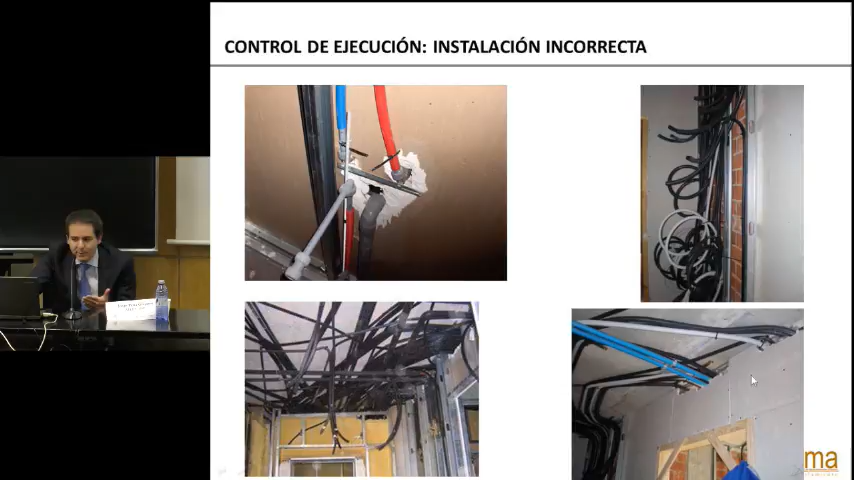 CONTROL DE EJECUCIÓN: INSTALACIÓN INCORRECTA
ma